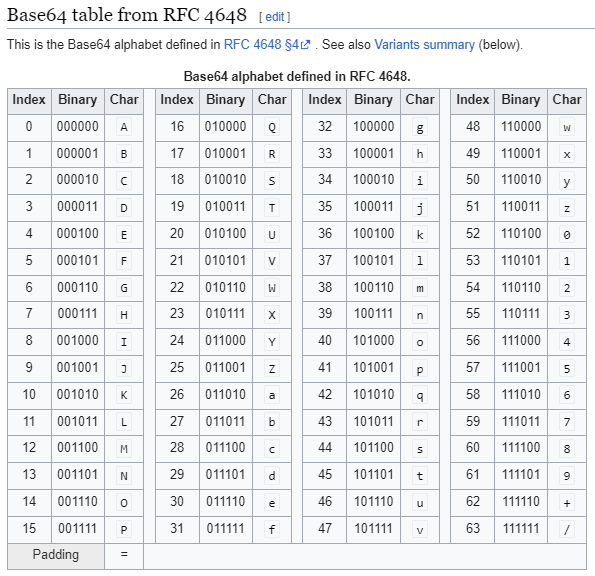 Base64 table from RFC 4648 [ edit ]
This is the Base64 alphabet defined in RFC 4648 §4 . See also Variants summary (below).
Base64 alphabet defined in RFC 4648.
Index Binary Char Index Binary Char Index Binary Char Index Binary Char
0 000000 A 16 010000 Q 32 100000 g 48 110000 w
1 000001 B 17 010001 R 33 100001 h 49 110001 x
2 000010 C 18 010010 S 34 100010 i 50 110010 y
3 000011 D 19 010011 T 35 100011 j 51 110011 z
4 000100 E 20 010100 U 36 100100 k 52 110100 0
5 000101 F 21 010101 V 37 100101 l 53 110101 1
6 000110 G 22 010110 W 38 100110 m 54 110110 2
7 000111 H 23 010111 X 39 100111 n 55 110111 3
8 001000 I 24 011000 Y 40 101000 o 56 111000 4
9 001001 J 25 011001 Z 41 101001 p 57 111001 5
10 001010 K 26 011010 a 42 101010 q 58 111010 6
11 001011 L 27 011011 b 43 101011 r 59 111011 7
12 001100 M 28 011100 c 44 101100 s 60 111100 8
13 001101 N 29 011101 d 45 101101 t 61 111101 9
14 001110 O 30 011110 e 46 101110 u 62 111110 +
15 001111 P 31 011111 f 47 101111 v 63 111111 /
Padding =